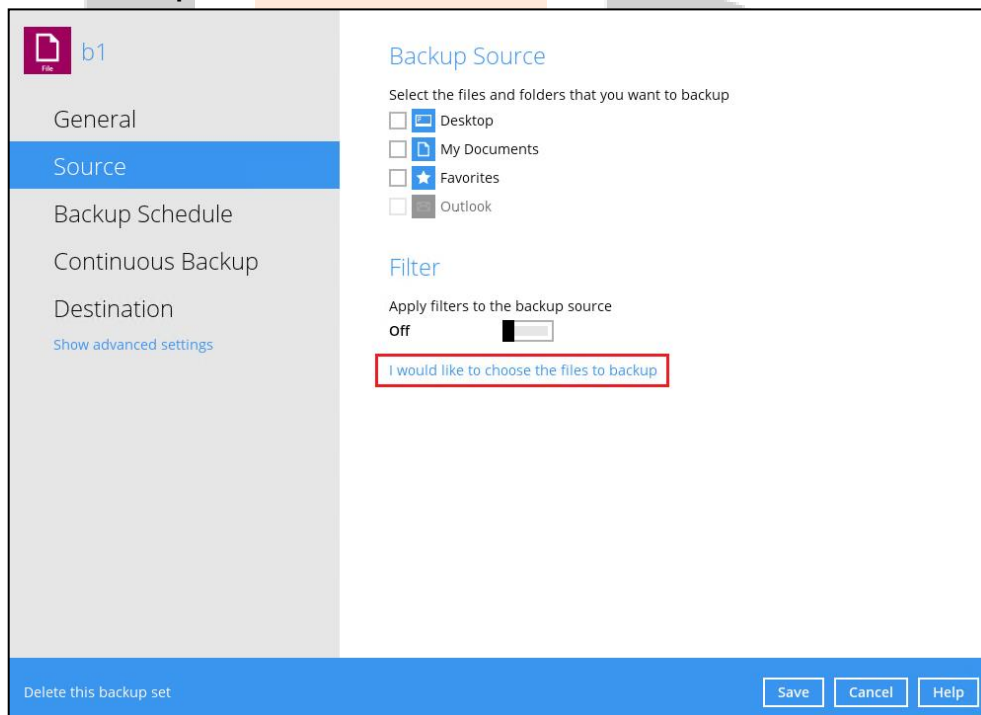 File
b1
General
Source
Backup Schedule
Continuous Backup
Destination
Show advanced settings
Backup Source
Select the files and folders that you want to backup
Desktop
My Documents
Favorites
Outlook
Filter
Apply filters to the backup source
Off
I would like to choose the files to backup
Delete this backup set
Save
Cancel
Help